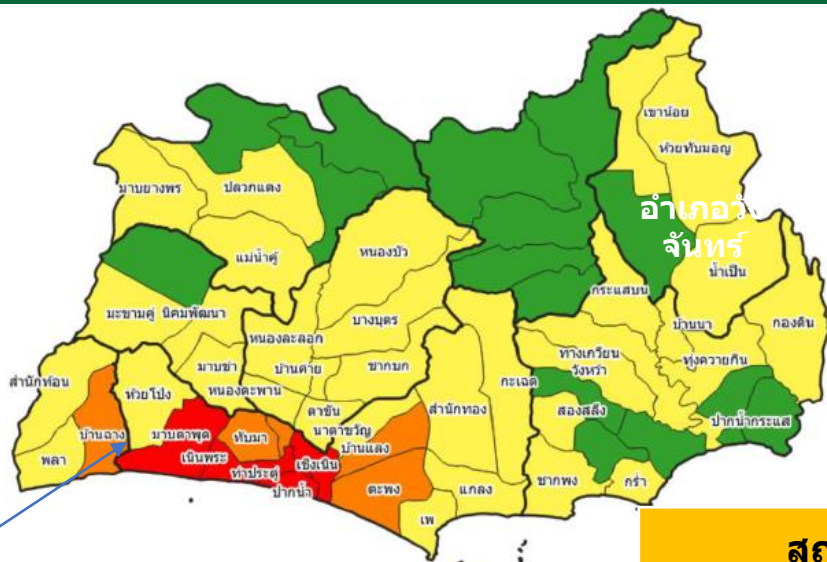 เขาน้อย
ห้วยทับมอญ
มาบยางพร
ปลวกแดง
อำเภอวัง
จันทร์
หนองบัว
แม่น้ำคู้
น้ำเป็น
กระแสบน
มะขามคู่ นิคมพัฒนา
บางบุตร
บ้านนา
กองดิน
หนองละลอก
ทางเกวียน
วังหว้า
ทุ่งควายกิน
มาบข่า
บ้านค่าย
ชากบก
สำนักท้อน
ห้วยโป่ง
หนองตะพาน
กะเฉด
ตาขัน
สำนักทอง
สองสลึง
ปากน้ำกระแส
บ้านฉาง
มาบตาพุด
ทับมา
นาตาขวัญ
บ้านแลง
พลา
เนินพระ
ท่าประดู่
เชิงเนิน
ปากน้ำ
ตะพง
แกลง
ชากพง
กร่ำ
เพ